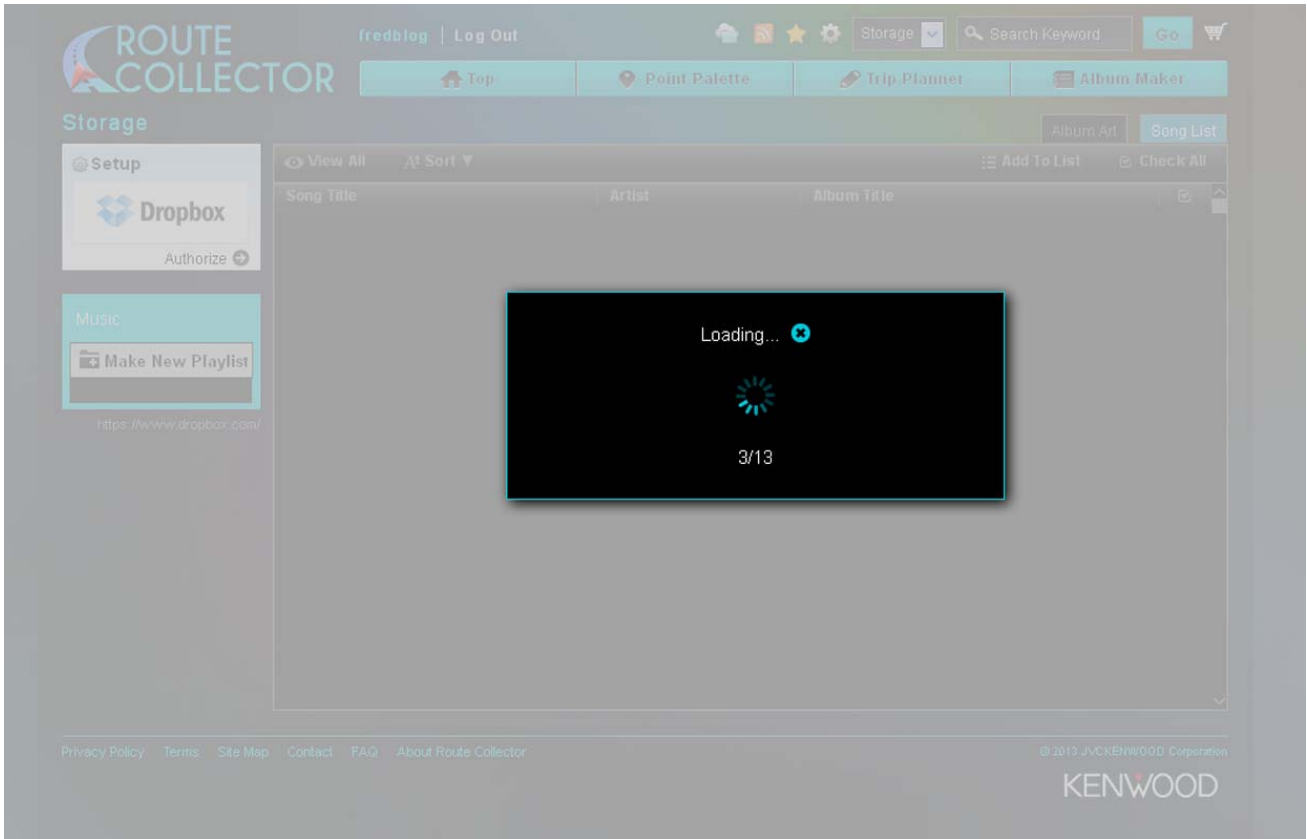 ROUTE COLLECTOR
fredblog | Log Out
Storage
Search Keyword
Go
Top
Point Palette
Trip Planner
Album Maker
Storage
Album Art
Song List
Setup
Dropbox
Authorize
View All
Sort ▼
Add To List
Check All
Song Title
Artist
Album Title
Music
Make New Playlist
https://www.dropbox.com/
Loading...
3/13
Privacy Policy Terms Site Map Contact FAQ About Route Collector
© 2013 JVCKENWOOD Corporation
KENWOOD